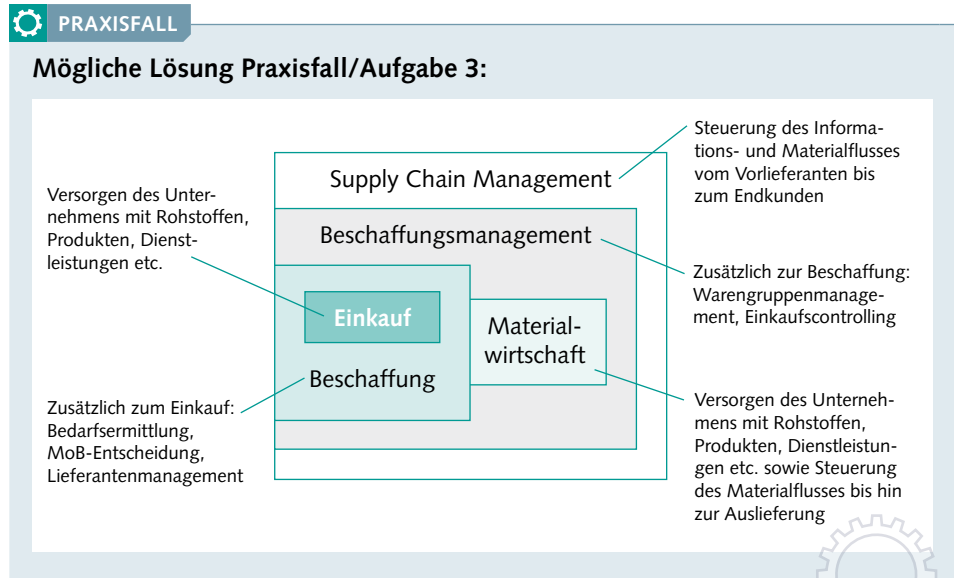 PRAXISFALL
Mögliche Lösung Praxisfall/Aufgabe 3:
Versorgen des Unter-
nehmens mit Rohstoffen,
Produkten, Dienst-
leistungen etc.
Zusätzlich zum Einkauf:
Bedarfsermittlung,
MoB-Entscheidung,
Lieferantenmanagement
Supply Chain Management
Beschaffungsmanagement
Einkauf
Beschaffung
Material-
wirtschaft
Steuerung des Informa-
tions- und Materialflusses
vom Vorlieferanten bis
zum Endkunden
Zusätzlich zur Beschaffung:
Warengruppenmanage-
ment, Einkaufscontrolling
Versorgen des Unterneh-
mens mit Rohstoffen,
Produkten, Dienstleistun-
gen etc. sowie Steuerung
des Materialflusses bis hin
zur Auslieferung